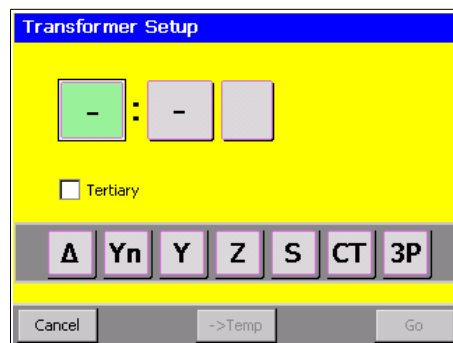 Transformer Setup
- : -
Tertiary
Δ Yn Y Z S CT 3P
Cancel ->Temp Go